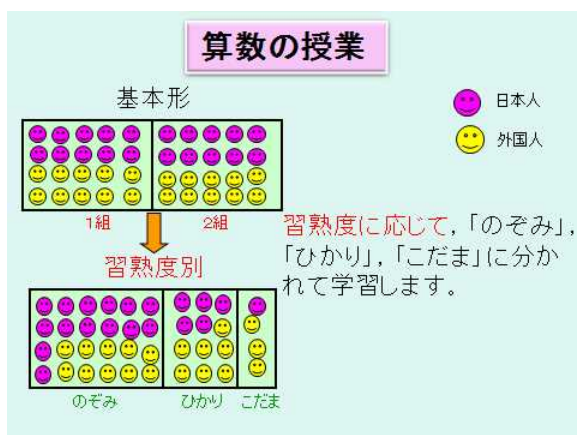 算数の授業
基本形
日本人
外国人
1組
2組
習熟度に応じて，「のぞみ」，
「ひかり」，「こだま」に分か
れて学習します。
習熟度別
のぞみ
ひかり
こだま